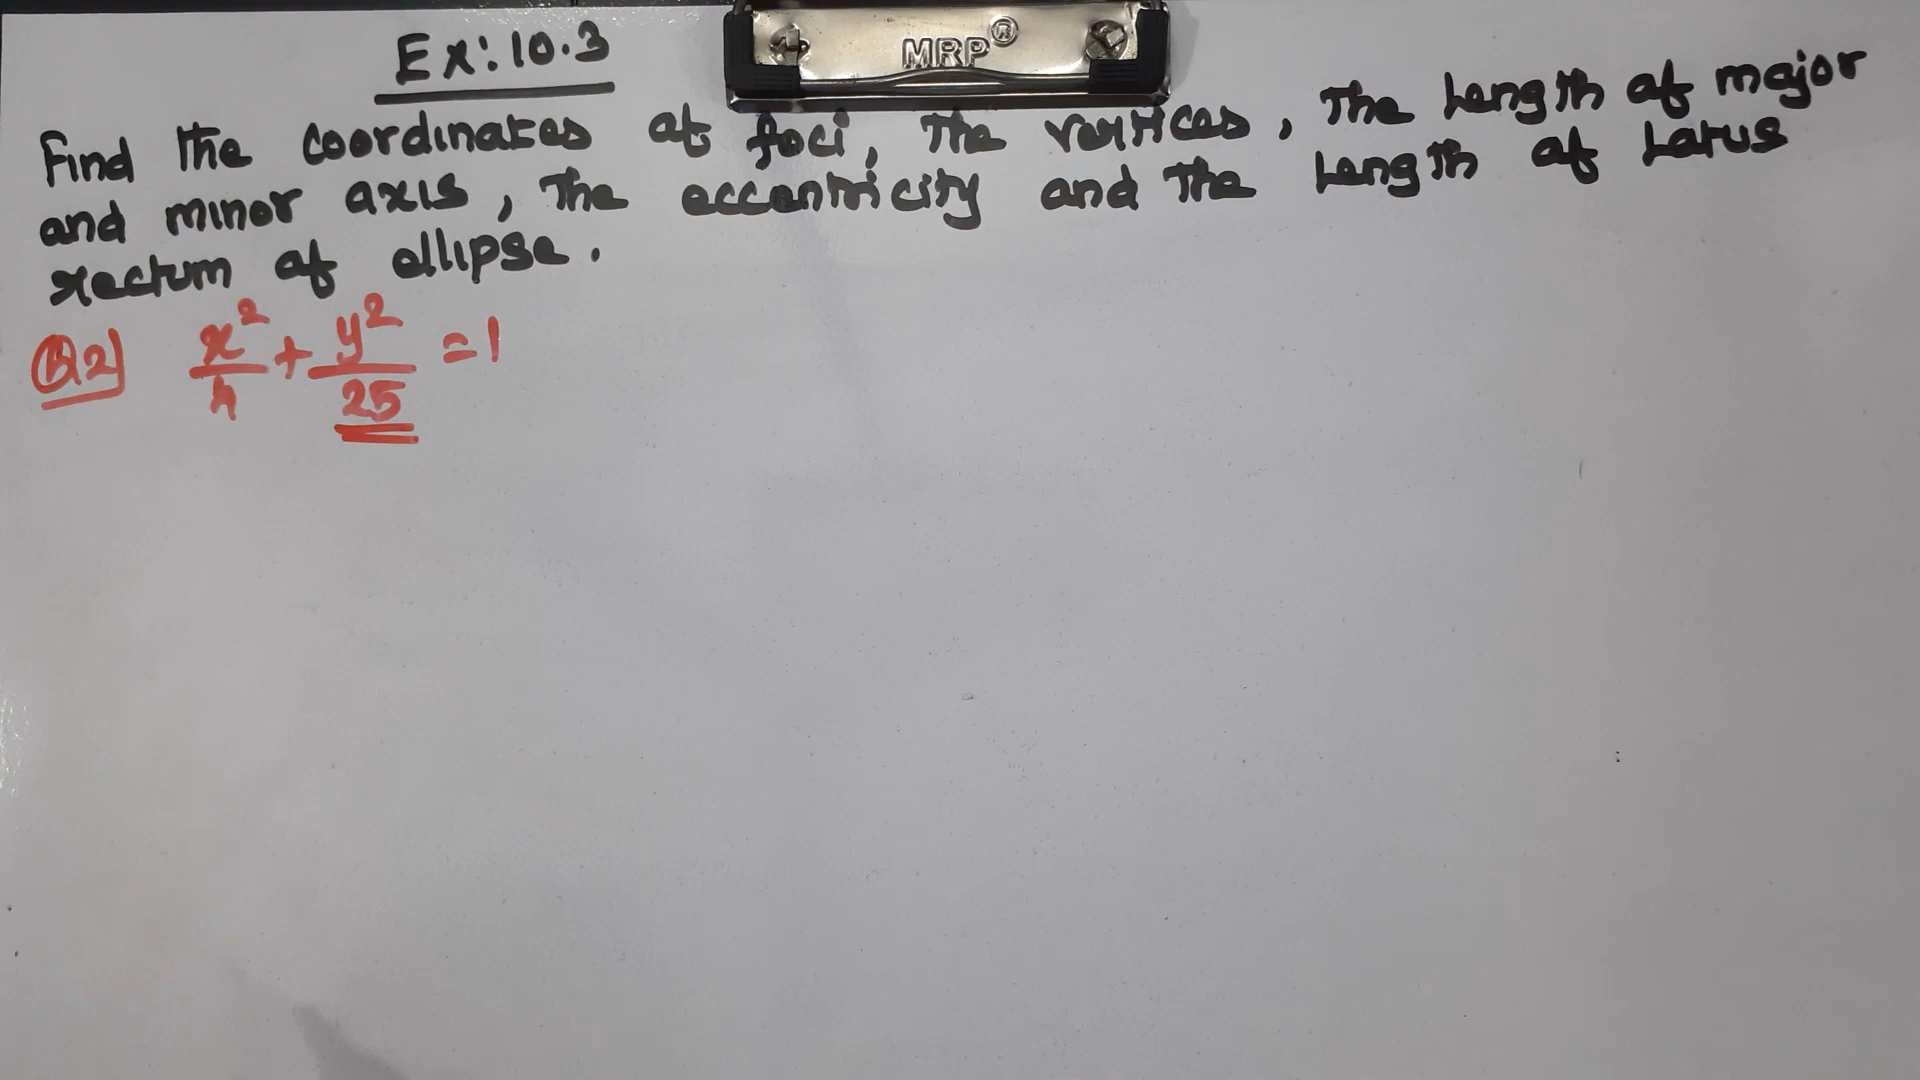 MRP®
Ex: 10.3
Find the coordinates of foci, The vertices, The Length of major
and minor axis, The eccentricity and The Length of Latus
rectum of ellipse.
Q2] x²/4 + y²/25 = 1